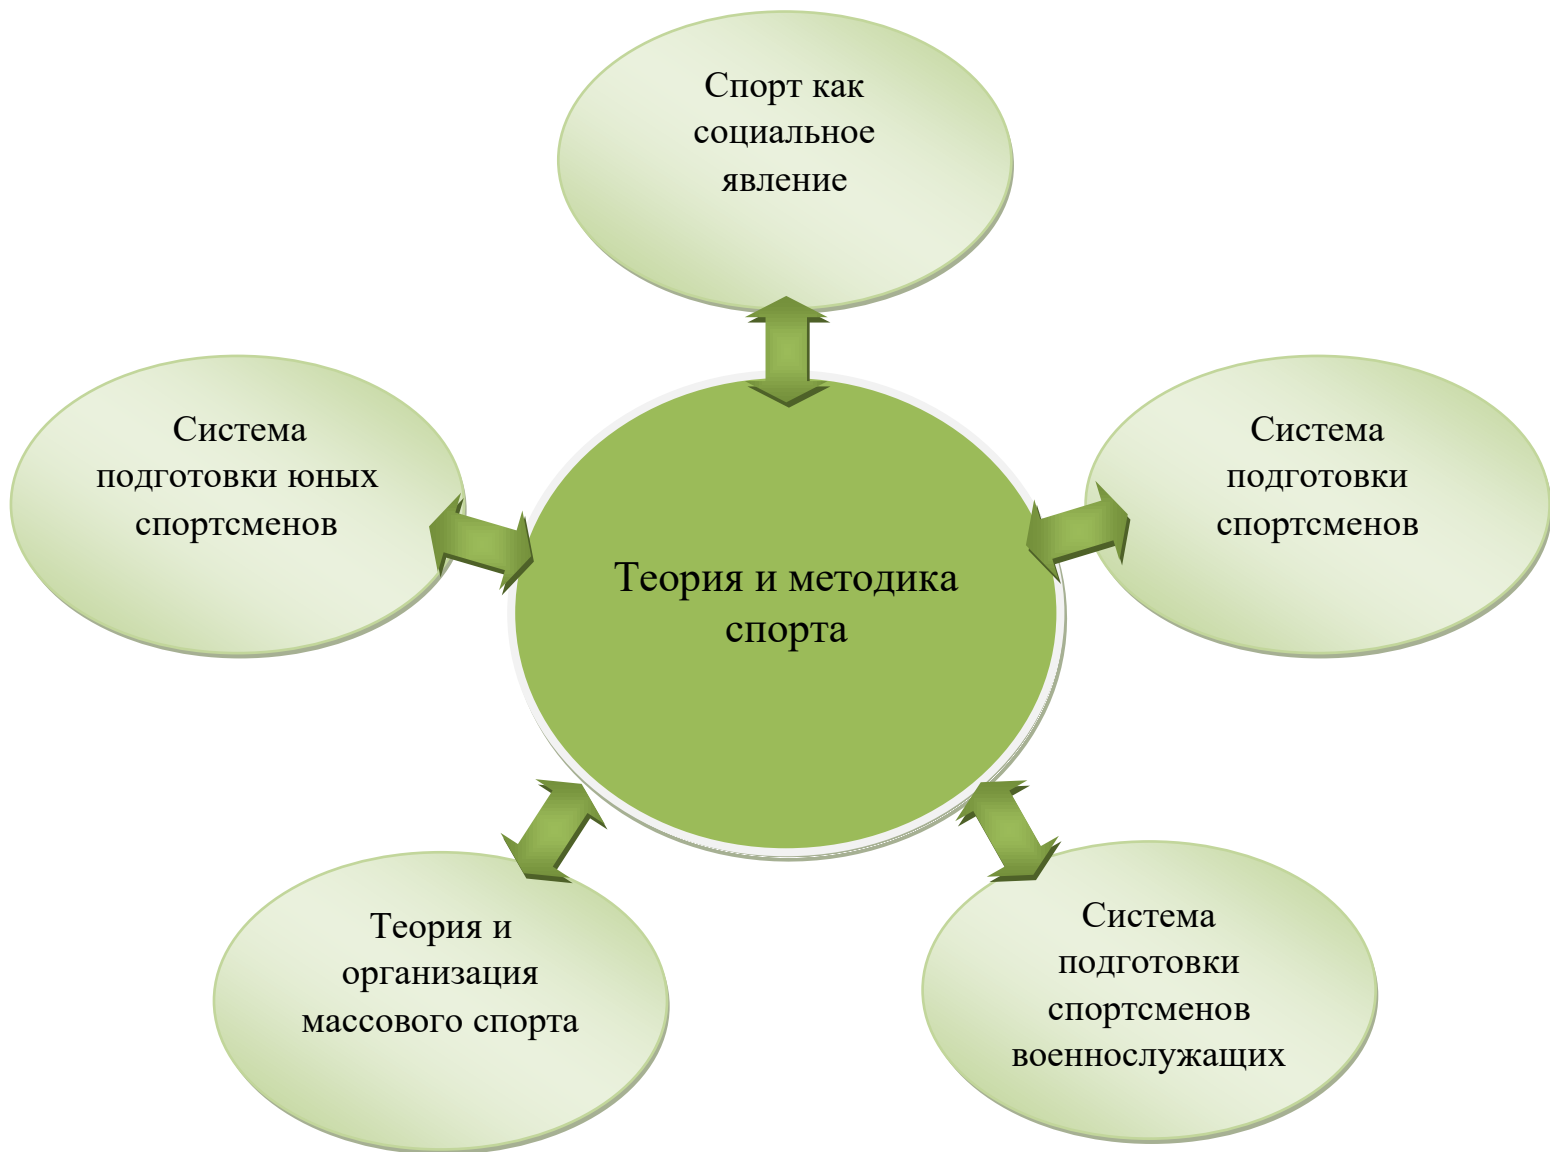 Спорт как
социальное
явление
Система
подготовки юных
спортсменов
Система
подготовки
спортсменов
Теория и методика
спорта
Теория и
организация
массового спорта
Система
подготовки
спортсменов
военнослужащих